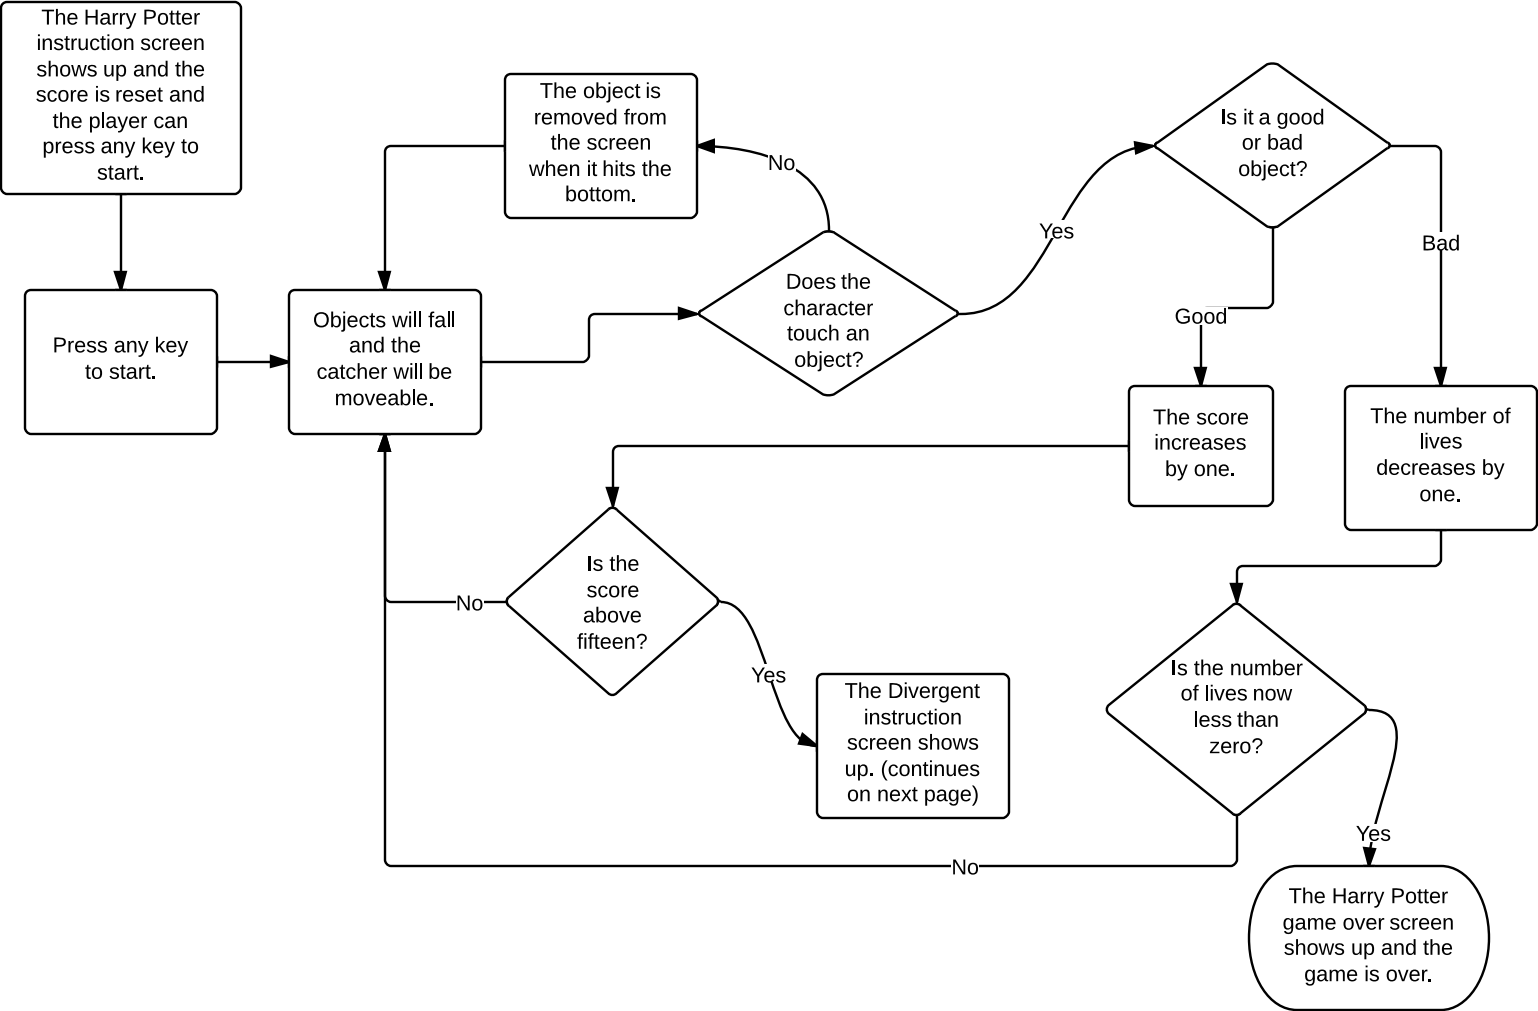 The Harry Potter
instruction screen
shows up and the
score is reset and
the player can
press any key to
start.
Press any key
to start.
Objects will fall
and the
catcher will be
moveable.
The object is
removed from
the screen
when it hits the
bottom.
No
Does the
character
touch an
object?
Yes
Is it a good
or bad
object?
Good
Bad
The score
increases
by one.
The number of
lives
decreases by
one.
Is the
score
above
fifteen?
No
Yes
The Divergent
instruction
screen shows
up. (continues
on next page)
Is the number
of lives now
less than
zero?
No
Yes
The Harry Potter
game over screen
shows up and the
game is over.